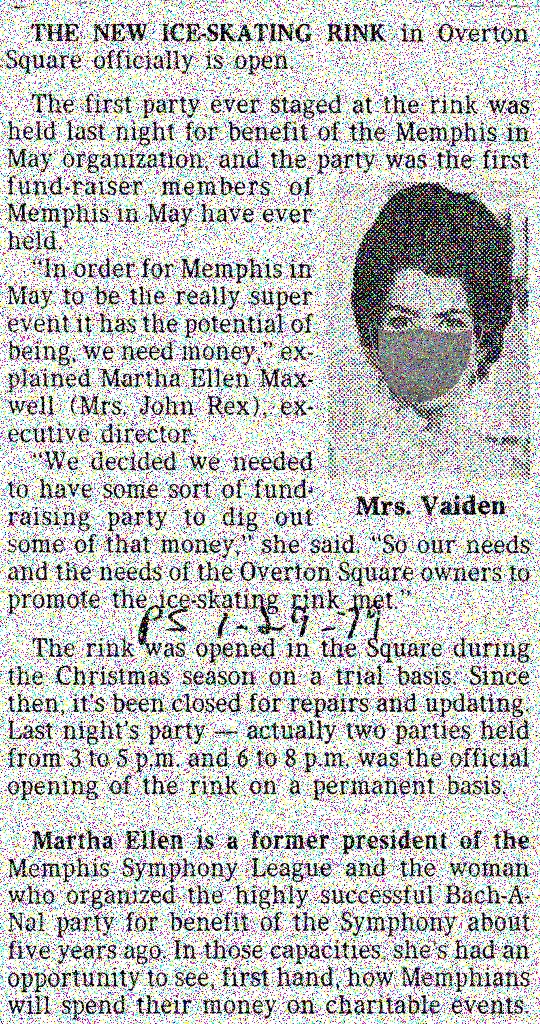 THE NEW ICE-SKATING RINK in Overton
Square officially is open.
The first party ever staged at the rink was
held last night for benefit of the Memphis in
May organization, and the party was the first
fund-raiser members of
Memphis in May have ever
held.
"In order for Memphis in
May to be the really super
event it has the potential of
being, we need money," ex-
plained Martha Ellen Max-
well (Mrs. John Rex), ex-
ecutive director.
"We decided we needed
to have some sort of fund-
raising party to dig out
Mrs. Vaiden
some of that money," she said. "So our needs
and the needs of the Overton Square owners to
promote the ice-skating rink met."
PS 1-29-79
The rink was opened in the Square during
the Christmas season on a trial basis. Since
then, it's been closed for repairs and updating.
Last night's party — actually two parties held
from 3 to 5 p.m. and 6 to 8 p.m. was the official
opening of the rink on a permanent basis.
Martha Ellen is a former president of the
Memphis Symphony League and the woman
who organized the highly successful Bach-A-
Nal party for benefit of the Symphony about
five years ago. In those capacities, she's had an
opportunity to see, first hand, how Memphians
will spend their money on charitable events.